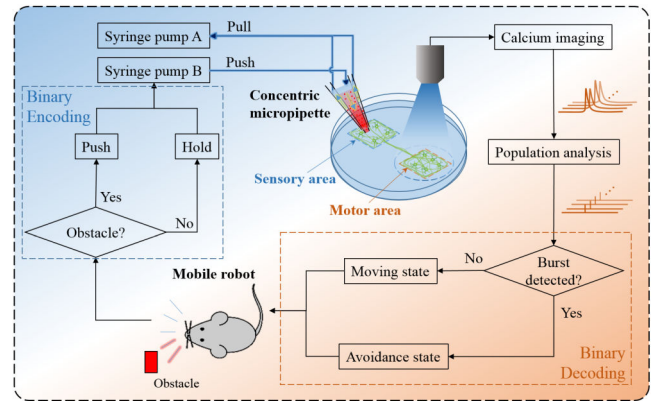 Syringe pump A
Pull
Calcium imaging
Syringe pump B
Push
Binary
Encoding
Concentric
micropipette
Push
Hold
Population analysis
Sensory area
Motor area
Yes
No
Obstacle?
Mobile robot
Moving state
No
Burst
detected?
Yes
Avoidance state
Binary
Decoding
Obstacle